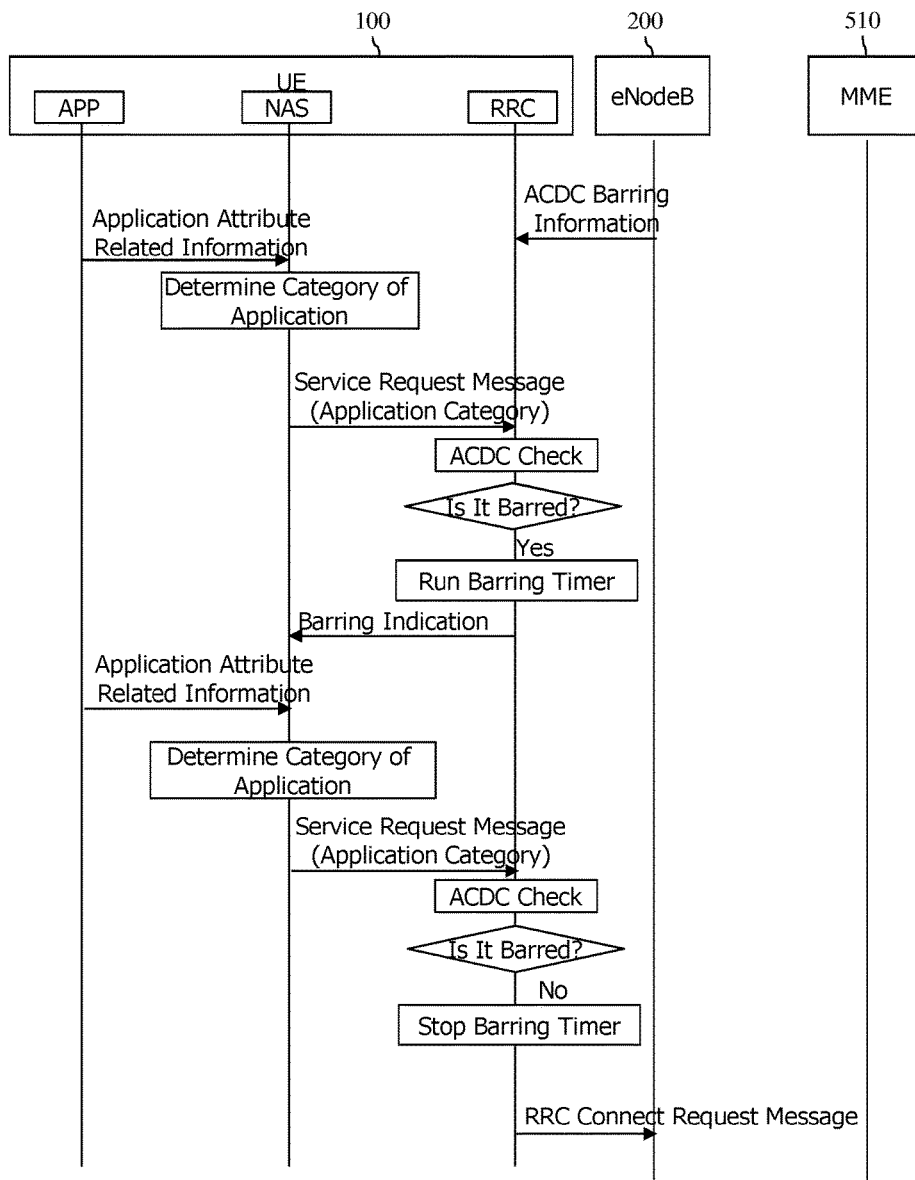 100
200
510
UE
APP
NAS
RRC
eNodeB
MME
ACDC Barring
Information
Application Attribute
Related Information
Determine Category of
Application
Service Request Message
(Application Category)
ACDC Check
Is It Barred?
Yes
Run Barring Timer
Barring Indication
Application Attribute
Related Information
Determine Category of
Application
Service Request Message
(Application Category)
ACDC Check
Is It Barred?
No
Stop Barring Timer
RRC Connect Request Message